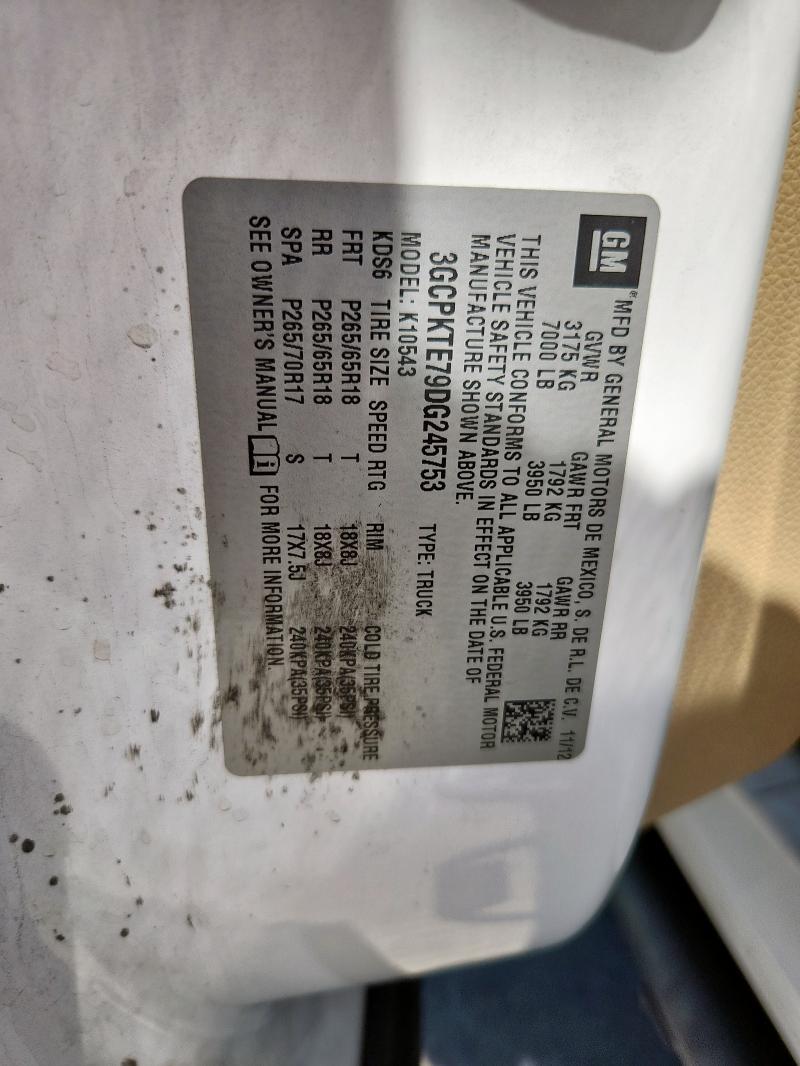 GM
® MFD BY GENERAL MOTORS DE MEXICO, S. DE R.L. DE C.V. 11/12
GVWR GAWR FRT GAWR RR
3175 KG 1792 KG 1792 KG
7000 LB 3950 LB 3950 LB
THIS VEHICLE CONFORMS TO ALL APPLICABLE U.S. FEDERAL MOTOR
VEHICLE SAFETY STANDARDS IN EFFECT ON THE DATE OF
MANUFACTURE SHOWN ABOVE.
3GCPKTE79DG245753 TYPE: TRUCK
MODEL: K10543
KDS6 TIRE SIZE SPEED RTG RIM COLD TIRE PRESSURE
FRT P265/65R18 T 18X8J 240KPA(35PSI)
RR P265/65R18 T 18X8J 240KPA(35PSI)
SPA P265/70R17 S 17X7.5J 240KPA(35PSI)
SEE OWNER'S MANUAL FOR MORE INFORMATION.